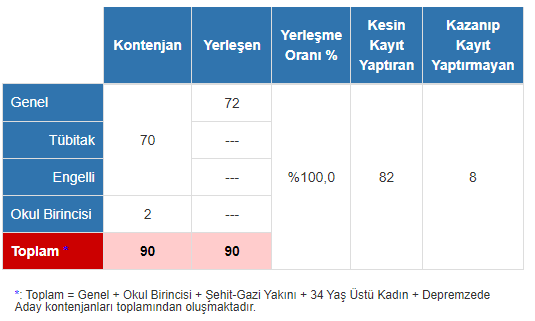 Kontenjan Yerleşen Yerleşme Oranı % Kesin Kayıt Yaptıran Kazanıp Kayıt Yaptırmayan
Genel 72
Tübitak 70 ---
Engelli --- %100,0 82 8
Okul Birincisi 2 ---
Toplam * 90 90
*: Toplam = Genel + Okul Birincisi + Şehit-Gazi Yakını + 34 Yaş Üstü Kadın + Depremzede
Aday kontenjanları toplamından oluşmaktadır.